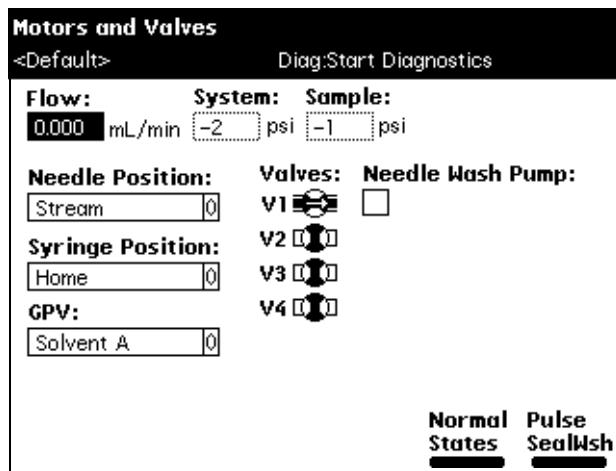 Motors and Valves
<Default> Diag:Start Diagnostics
Flow: System: Sample:
0.000 mL/min -2 psi -1 psi
Needle Position: Valves: Needle Wash Pump:
Stream 0 V1
V2
Syringe Position:
Home 0 V3
GPV: V4
Solvent A 0
Normal Pulse
States SealWsh